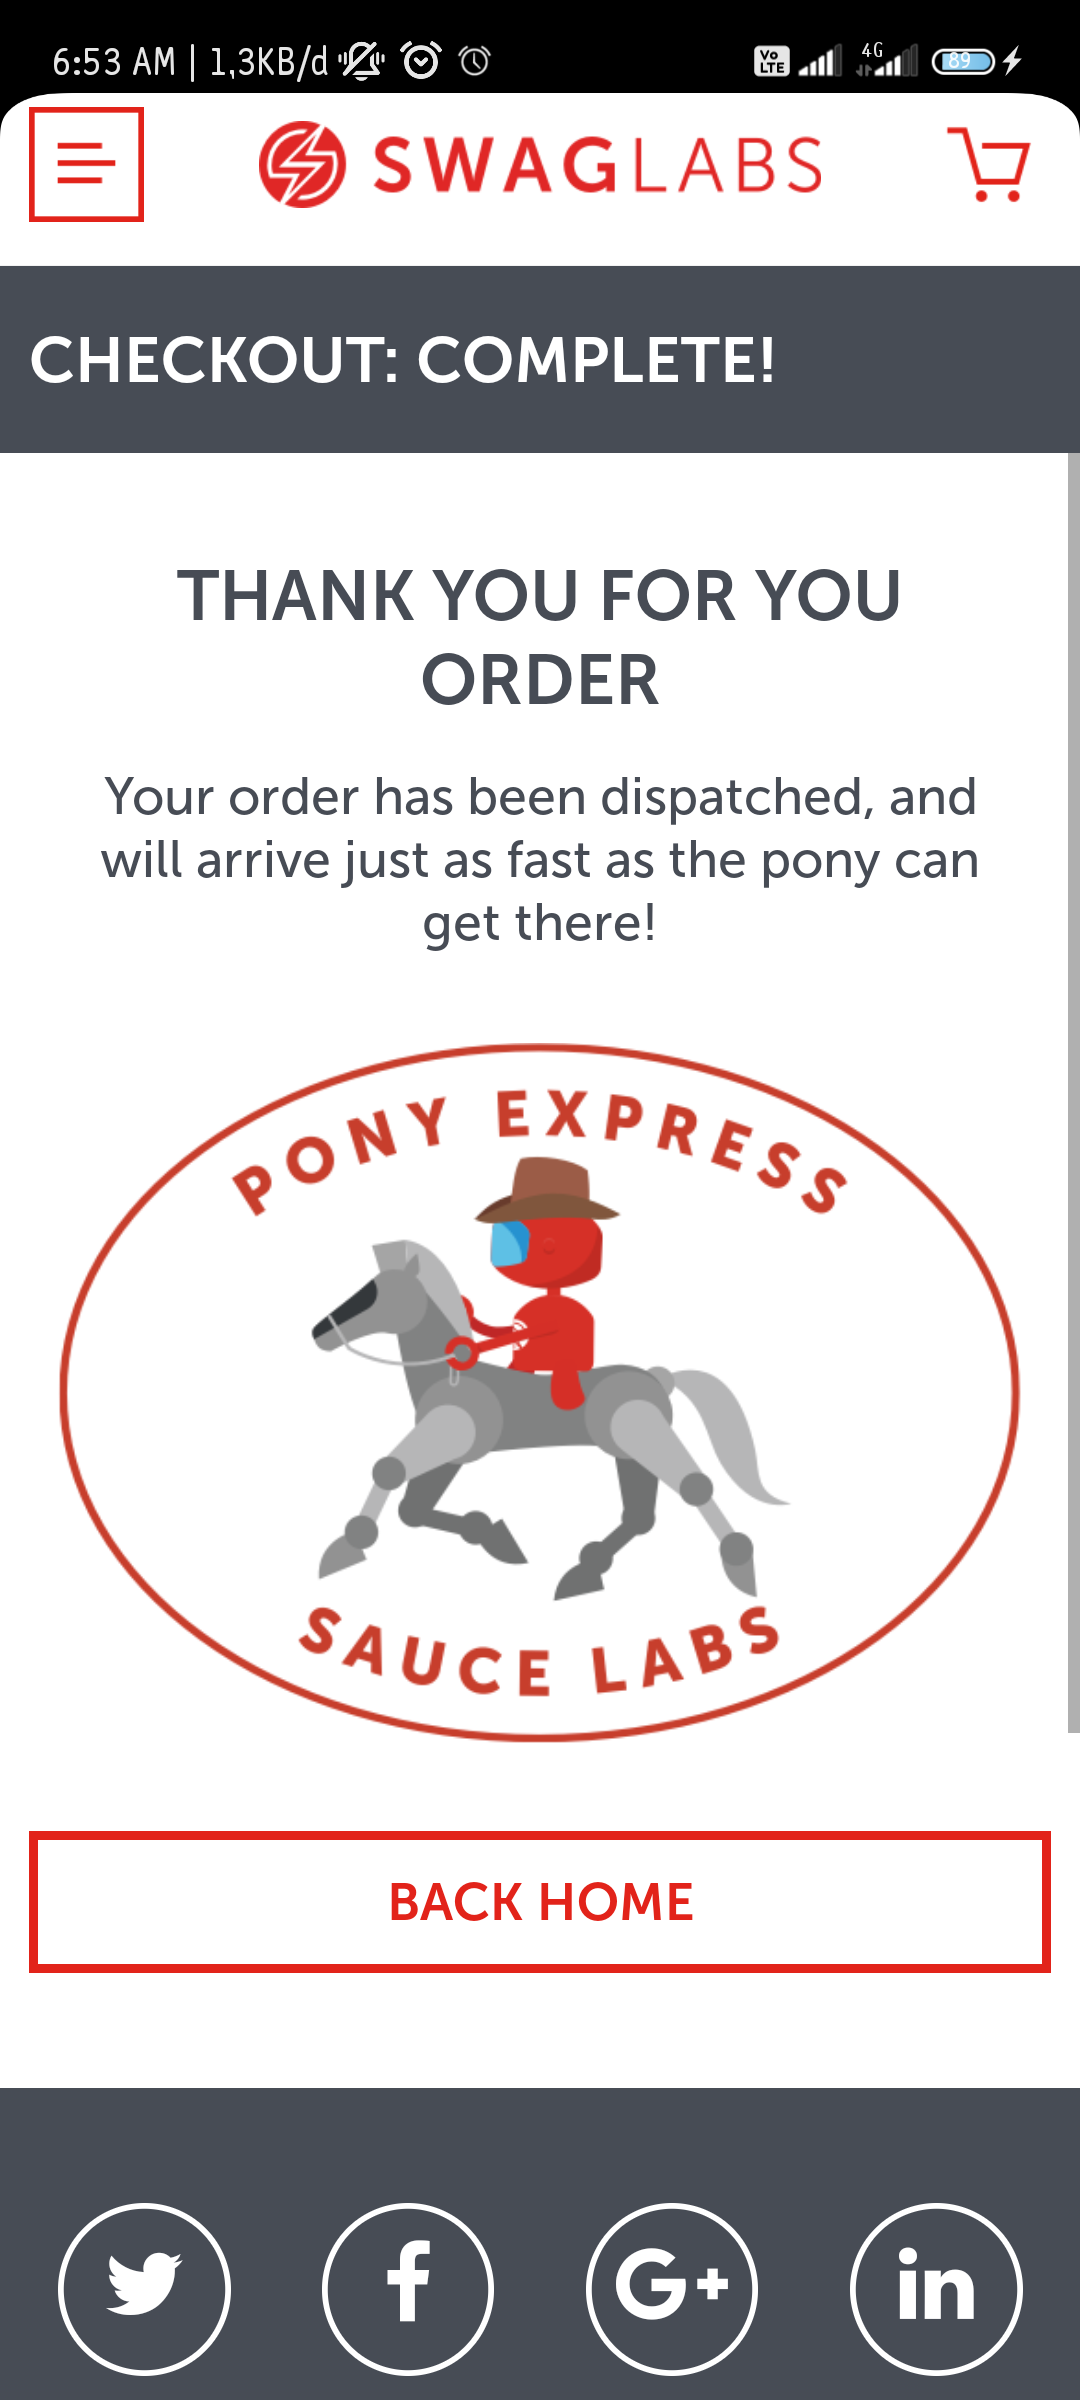 6:53 AM | 1,3KB/d
Vo LTE
4G
89
SWAGLABS
CHECKOUT: COMPLETE!
THANK YOU FOR YOU
ORDER
Your order has been dispatched, and
will arrive just as fast as the pony can
get there!
PONY EXPRESS
SAUCE LABS
BACK HOME
f
G+
in